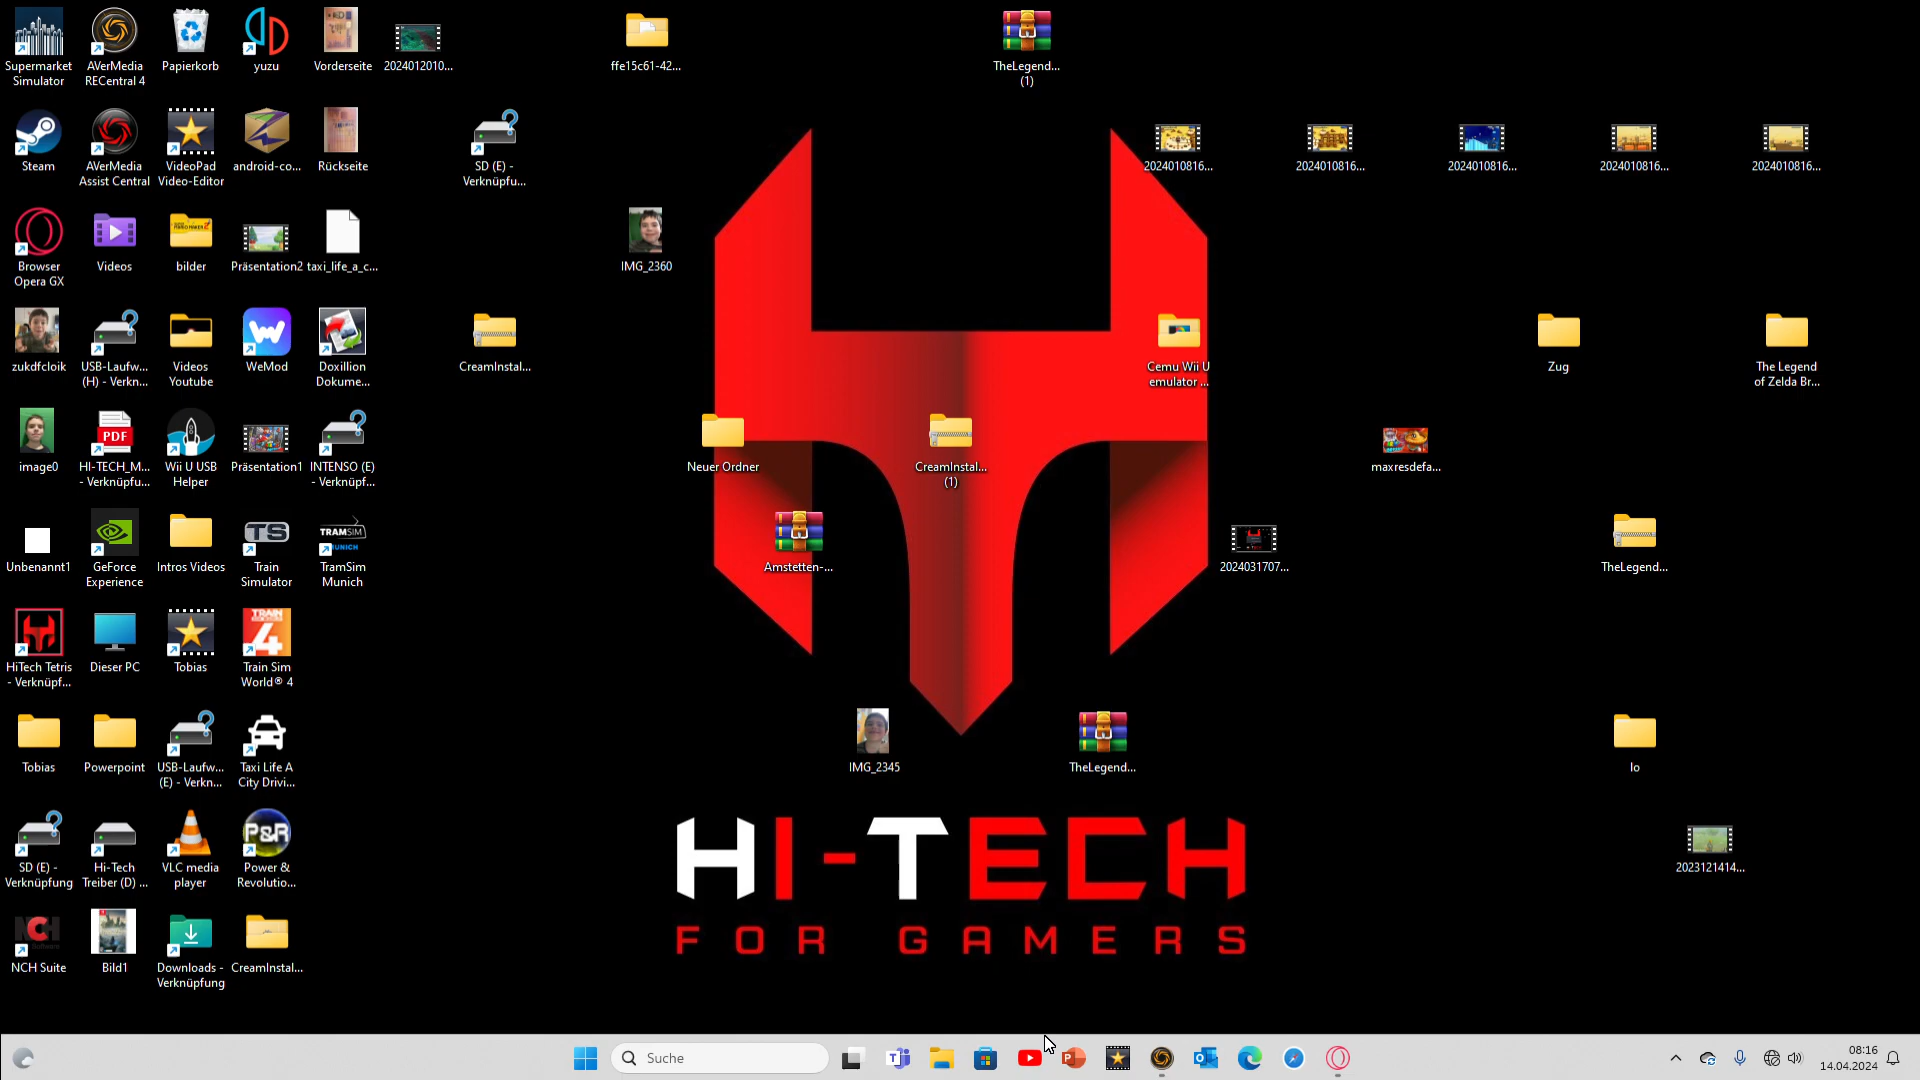 Supermarket
Simulator
AVerMedia
RECentral 4
Papierkorb
yuzu
Vorderseite
2024012010...
ffe15c61-42...
TheLegend...
(1)
Steam
AVerMedia
Assist Central
VideoPad
Video-Editor
android-co...
Rückseite
SD (E) -
Verknüpfu...
2024010816...
2024010816...
2024010816...
2024010816...
2024010816...
Browser
Opera GX
Videos
bilder
Präsentation2
taxi_life_a_c...
IMG_2360
zukdfcloik
USB-Laufw...
(H) - Verkn...
Videos
Youtube
WeMod
Doxillion
Dokume...
CreamInstal...
Cemu Wii U
emulator ...
Zug
The Legend
of Zelda Br...
PDF
image0
HI-TECH_M...
- Verknüpfu...
Wii U USB
Helper
Präsentation1
INTENSO (E)
- Verknüpf...
Neuer Ordner
CreamInstal...
(1)
maxresdefa...
TS
TRAMSIM
MUNICH
Unbenannt1
GeForce
Experience
Intros Videos
Train
Simulator
TramSim
Munich
Amstetten-...
2024031707...
TheLegend...
TRAIN
4
HiTech Tetris
- Verknüpf...
Dieser PC
Tobias
Train Sim
World® 4
Tobias
Powerpoint
USB-Laufw...
(E) - Verkn...
Taxi Life A
City Drivi...
IMG_2345
TheLegend...
lo
P&R
SD (E) -
Verknüpfung
Hi-Tech
Treiber (D) ...
VLC media
player
Power &
Revolutio...
2023121414...
HI-TECH
FOR GAMERS
NCH
NCH Suite
Bild1
Downloads -
Verknüpfung
CreamInstal...
Suche
08:16
14.04.2024